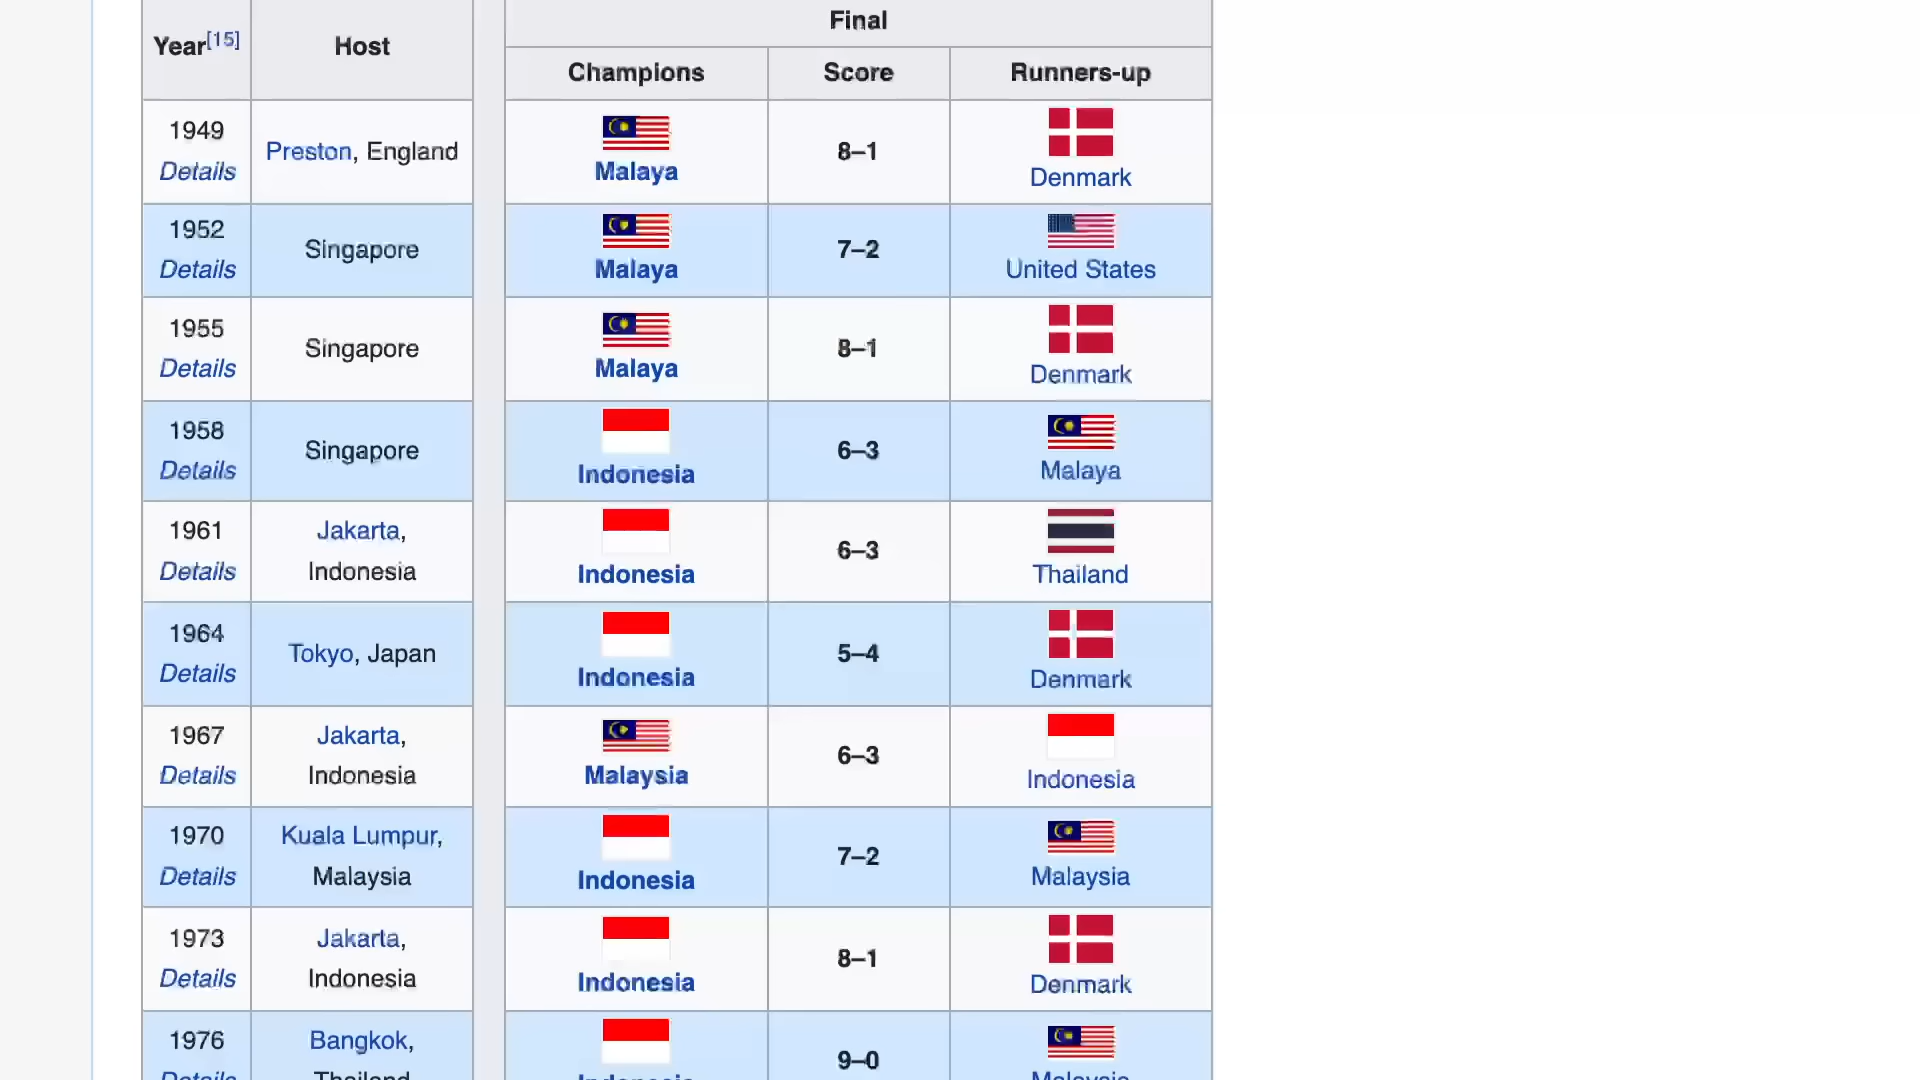 Final
Year[15]
Host
Champions
Score
Runners-up
1949
Details
Preston, England
Malaya
8–1
Denmark
1952
Details
Singapore
Malaya
7–2
United States
1955
Details
Singapore
Malaya
8–1
Denmark
1958
Details
Singapore
Indonesia
6–3
Malaya
1961
Details
Jakarta,
Indonesia
Indonesia
6–3
Thailand
1964
Details
Tokyo, Japan
Indonesia
5–4
Denmark
1967
Details
Jakarta,
Indonesia
Malaysia
6–3
Indonesia
1970
Details
Kuala Lumpur,
Malaysia
Indonesia
7–2
Malaysia
1973
Details
Jakarta,
Indonesia
Indonesia
8–1
Denmark
1976
Details
Bangkok,
Thailand
Indonesia
9–0
Malaysia